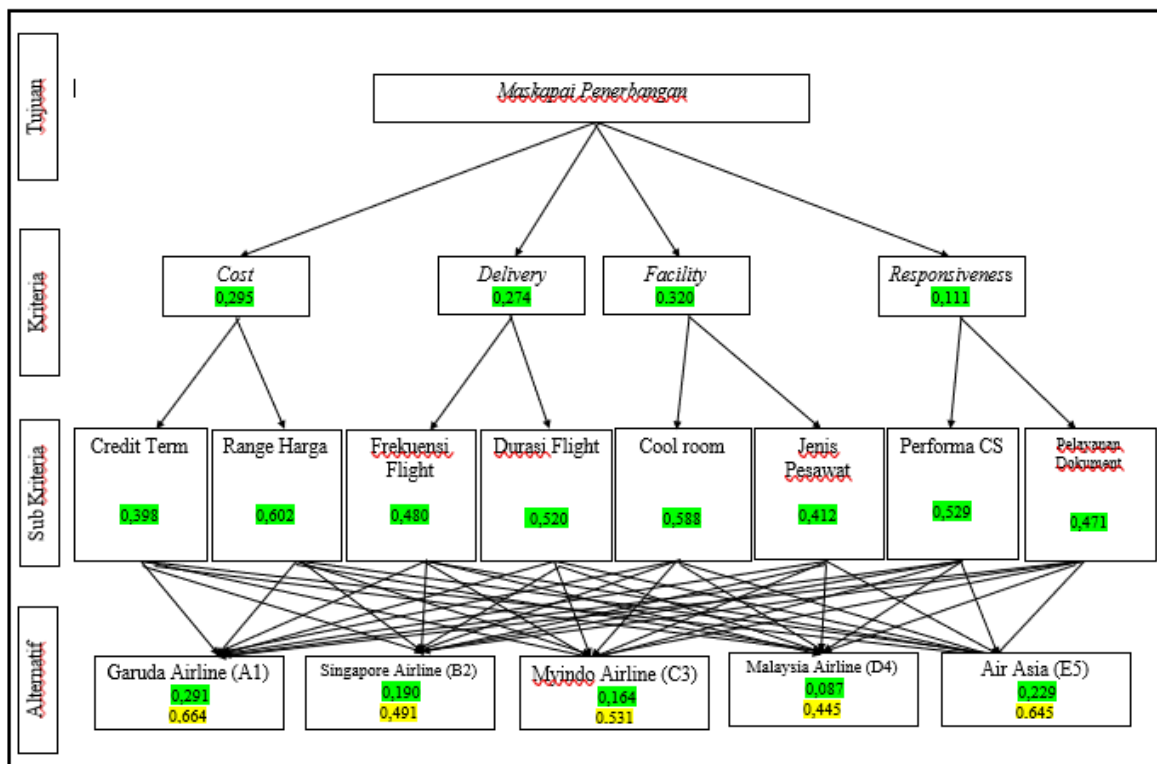 Tujuan
Maskapai Penerbangan
Kriteria
Cost
0,295
Delivery
0,274
Facility
0.320
Responsiveness
0,111
Sub Kriteria
Credit Term
0,398
Range Harga
0,602
Frekuensi
Flight
0,480
Durasi Flight
0,520
Cool room
0,588
Jenis
Pesawat
0,412
Performa CS
0,529
Pelayanan
Dokument
0,471
Alternatif
Garuda Airline (A1)
0,291
0.664
Singapore Airline (B2)
0,190
0,491
Myindo Airline (C3)
0,164
0.531
Malaysia Airline (D4)
0,087
0,445
Air Asia (E5)
0,229
0.645